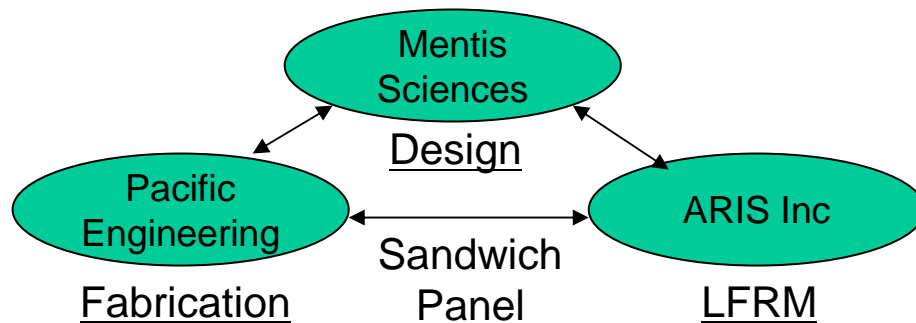 Mentis
Sciences
Design
Pacific
Engineering
ARIS Inc
Sandwich
Panel
Fabrication
LFRM